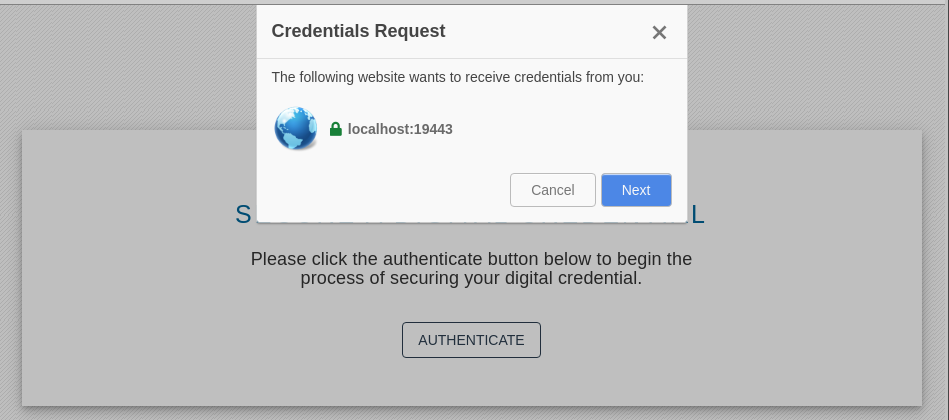 Credentials Request
The following website wants to receive credentials from you:
localhost:19443
Cancel Next
Please click the authenticate button below to begin the
process of securing your digital credential.
AUTHENTICATE